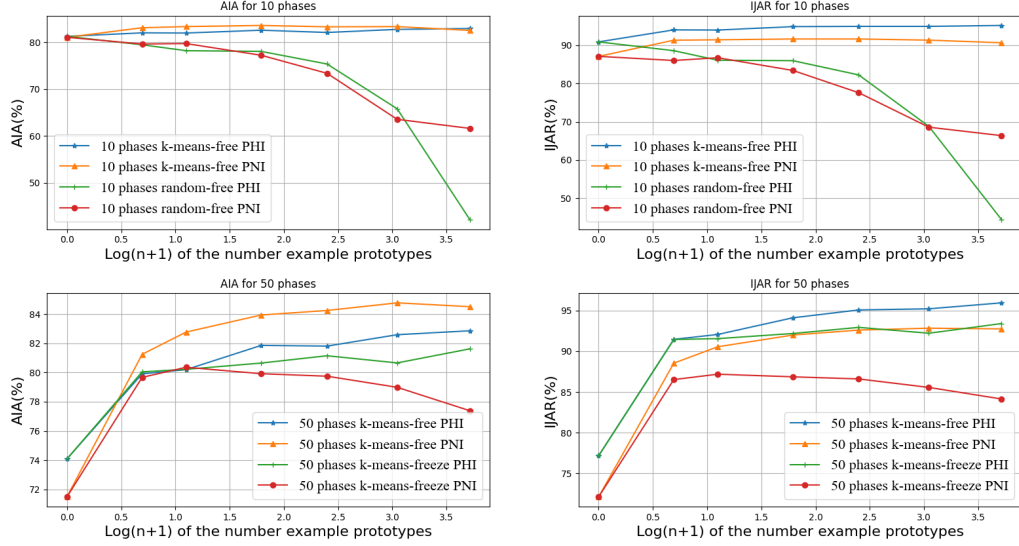 AIA for 10 phases
AIA(%)
80
70
60
50
10 phases k-means-free PHI
10 phases k-means-free PNI
10 phases random-free PHI
10 phases random-free PNI
0.0 0.5 1.0 1.5 2.0 2.5 3.0 3.5
Log(n+1) of the number example prototypes
IJAR for 10 phases
IJAR(%)
90
80
70
60
50
10 phases k-means-free PHI
10 phases k-means-free PNI
10 phases random-free PHI
10 phases random-free PNI
0.0 0.5 1.0 1.5 2.0 2.5 3.0 3.5
Log(n+1) of the number example prototypes
AIA for 50 phases
AIA(%)
84
82
80
78
76
74
72
50 phases k-means-free PHI
50 phases k-means-free PNI
50 phases k-means-freeze PHI
50 phases k-means-freeze PNI
0.0 0.5 1.0 1.5 2.0 2.5 3.0 3.5
Log(n+1) of the number example prototypes
IJAR for 50 phases
IJAR(%)
95
90
85
80
75
50 phases k-means-free PHI
50 phases k-means-free PNI
50 phases k-means-freeze PHI
50 phases k-means-freeze PNI
0.0 0.5 1.0 1.5 2.0 2.5 3.0 3.5
Log(n+1) of the number example prototypes